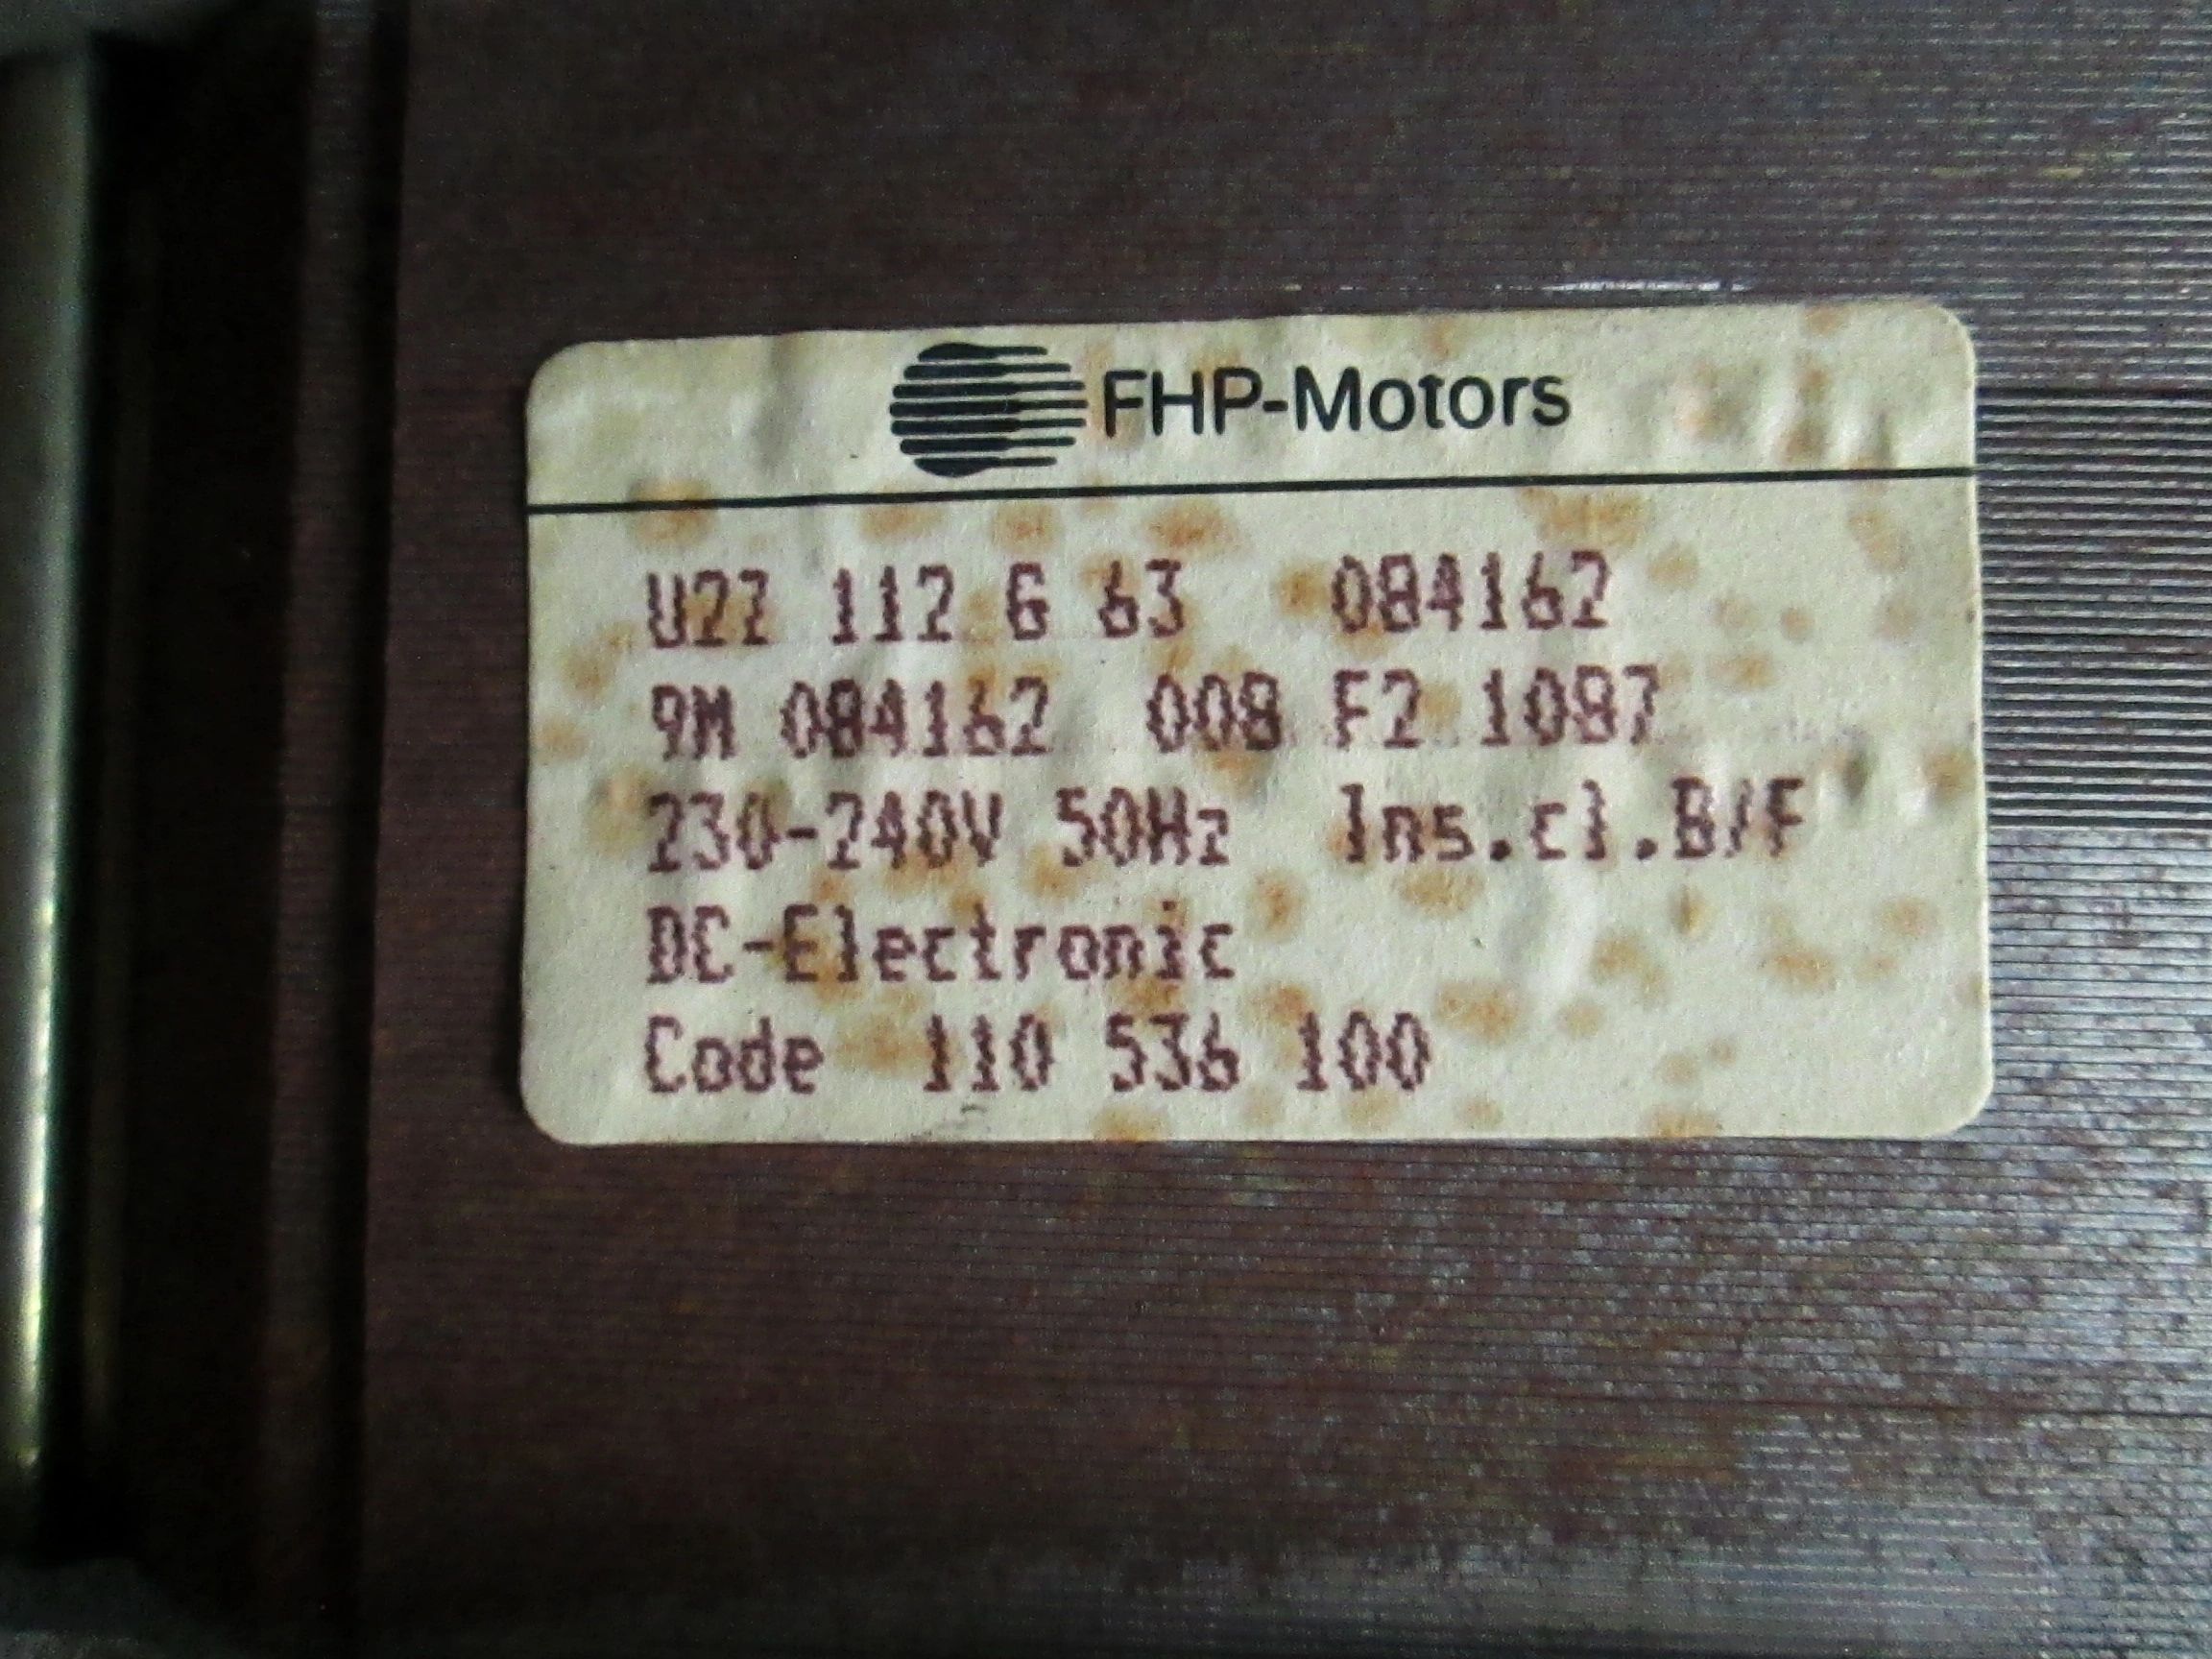 FHP-Motors
U2Z 112 G 63 084162
9M 084162 008 F2 1087
230-240V 50Hz Ins.cl.B/F
DC-Electronic
Code 110 536 100